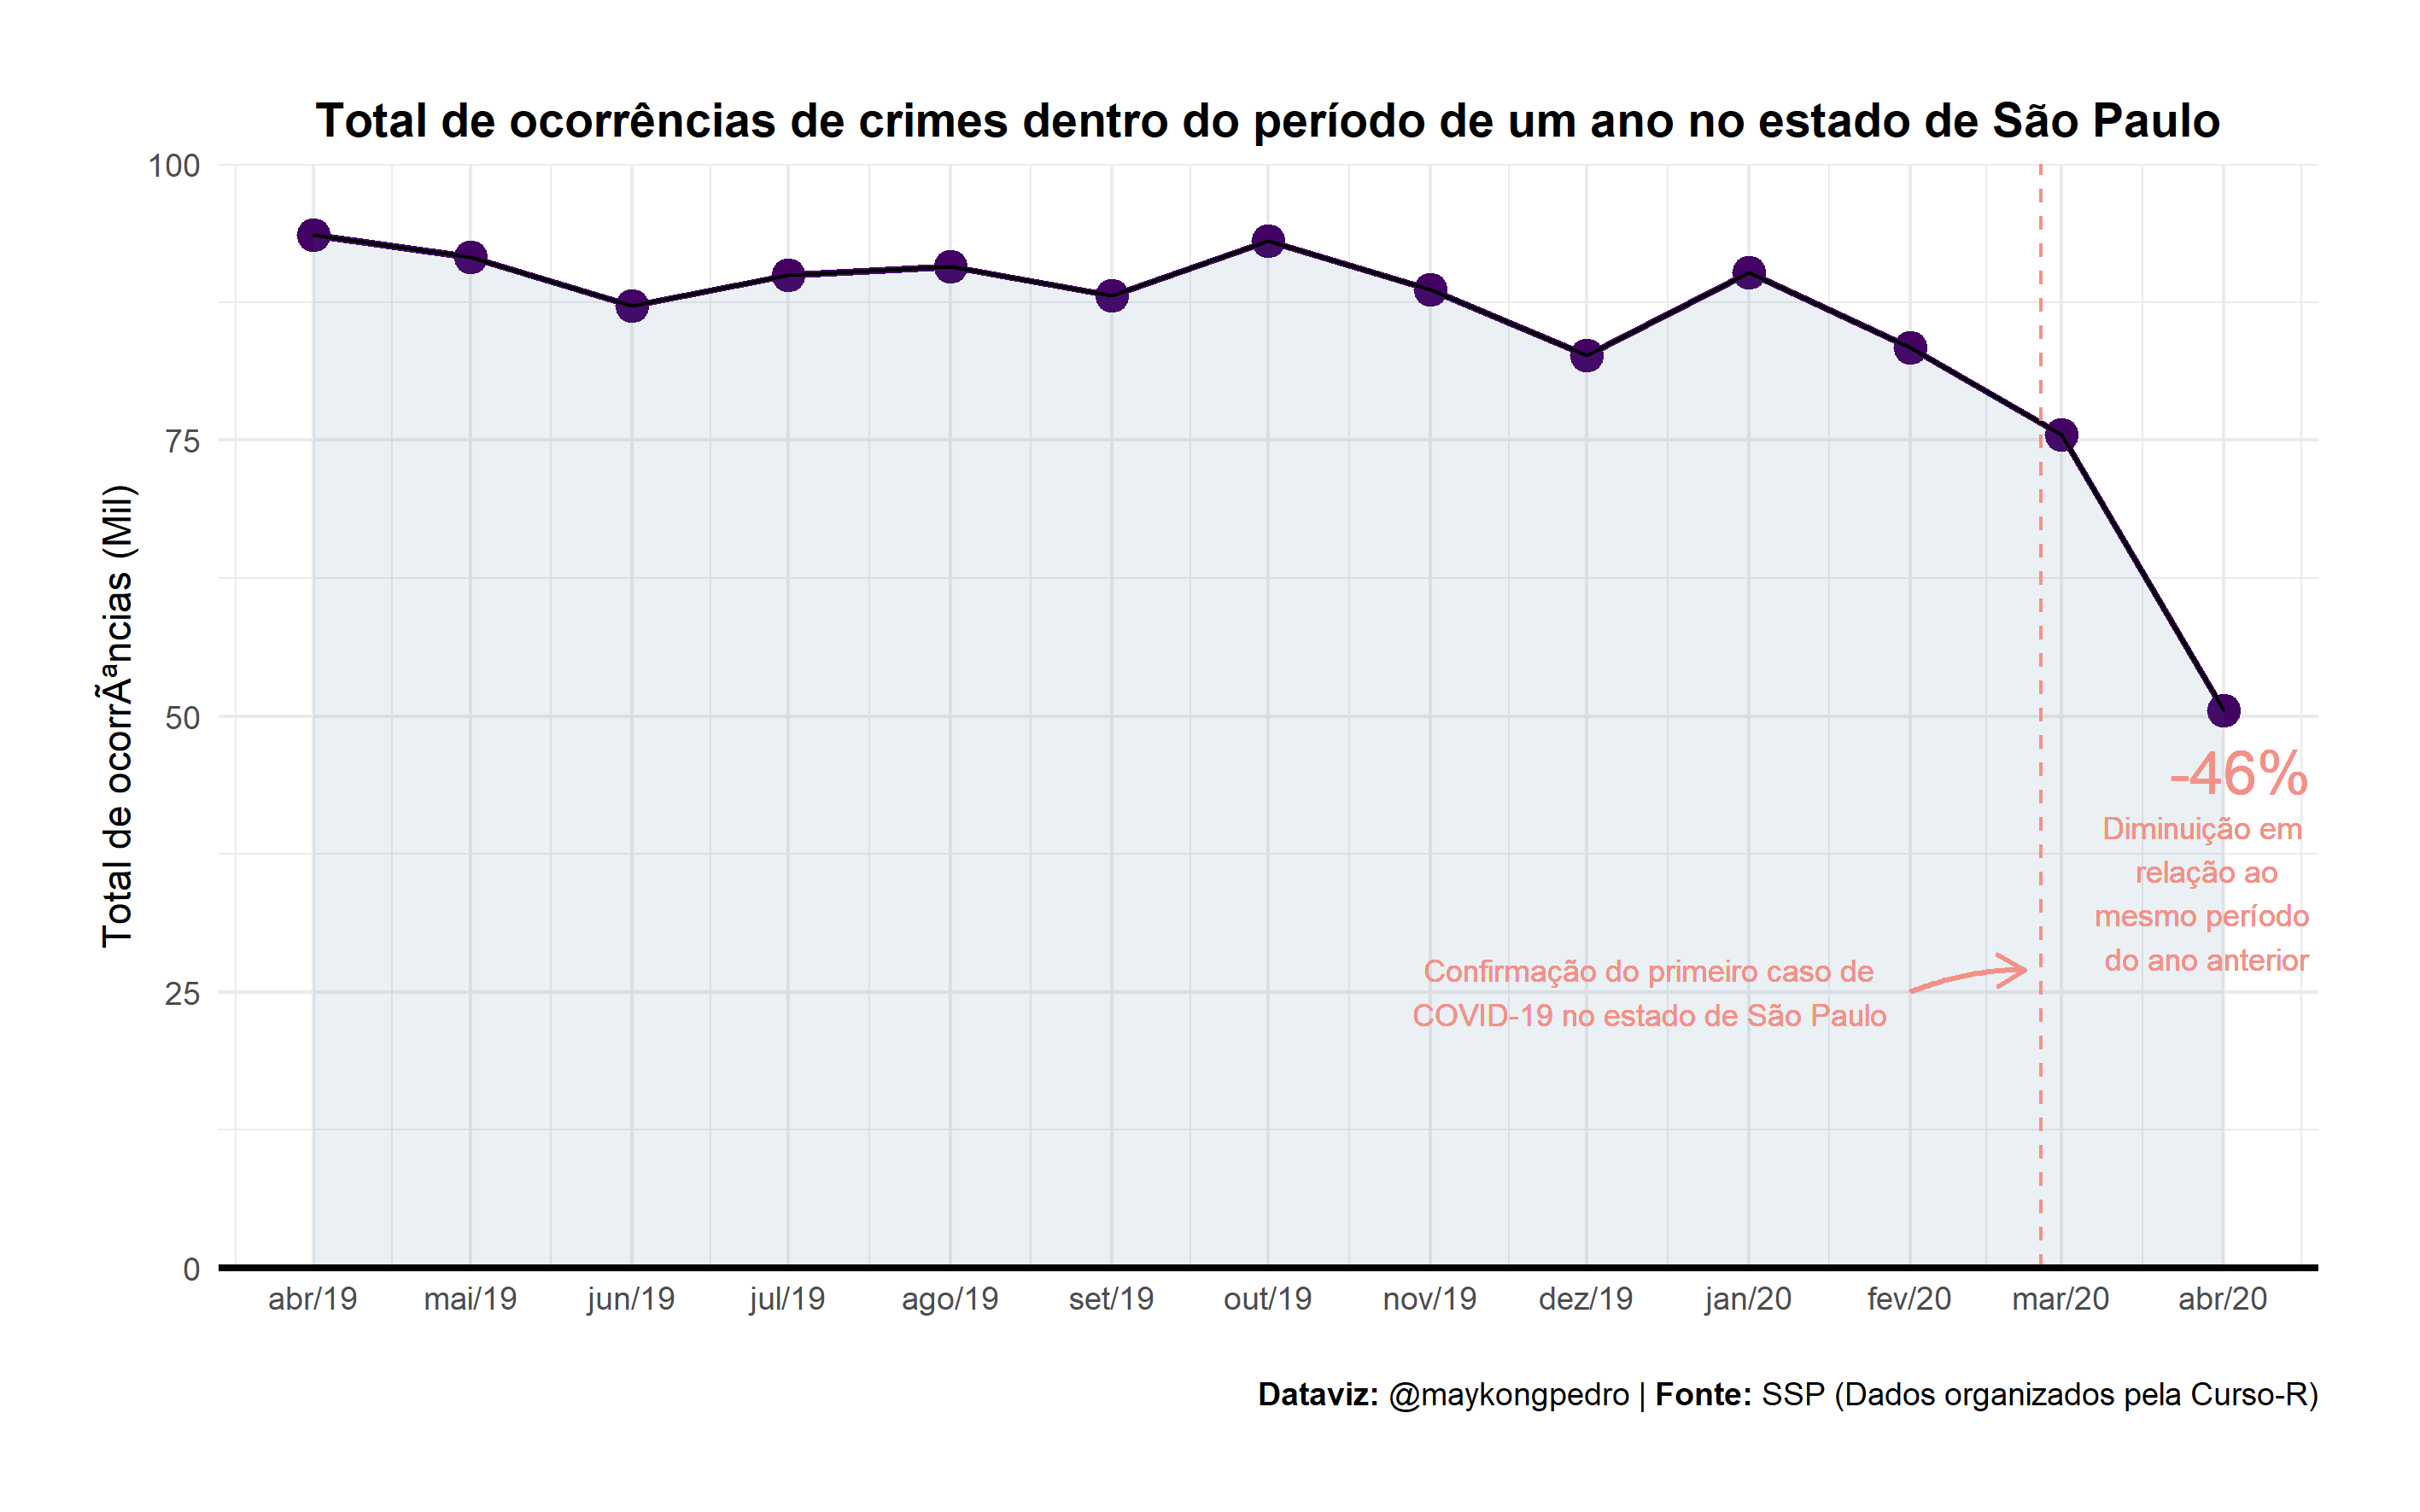 Total de ocorrências de crimes dentro do período de um ano no estado de São Paulo
Total de ocorrÃªncias (Mil)
100
75
50
25
0
-46%
Diminuição em
relação ao
mesmo período
do ano anterior
Confirmação do primeiro caso de
COVID-19 no estado de São Paulo
abr/19 mai/19 jun/19 jul/19 ago/19 set/19 out/19 nov/19 dez/19 jan/20 fev/20 mar/20 abr/20
Dataviz: @maykongpedro | Fonte: SSP (Dados organizados pela Curso-R)